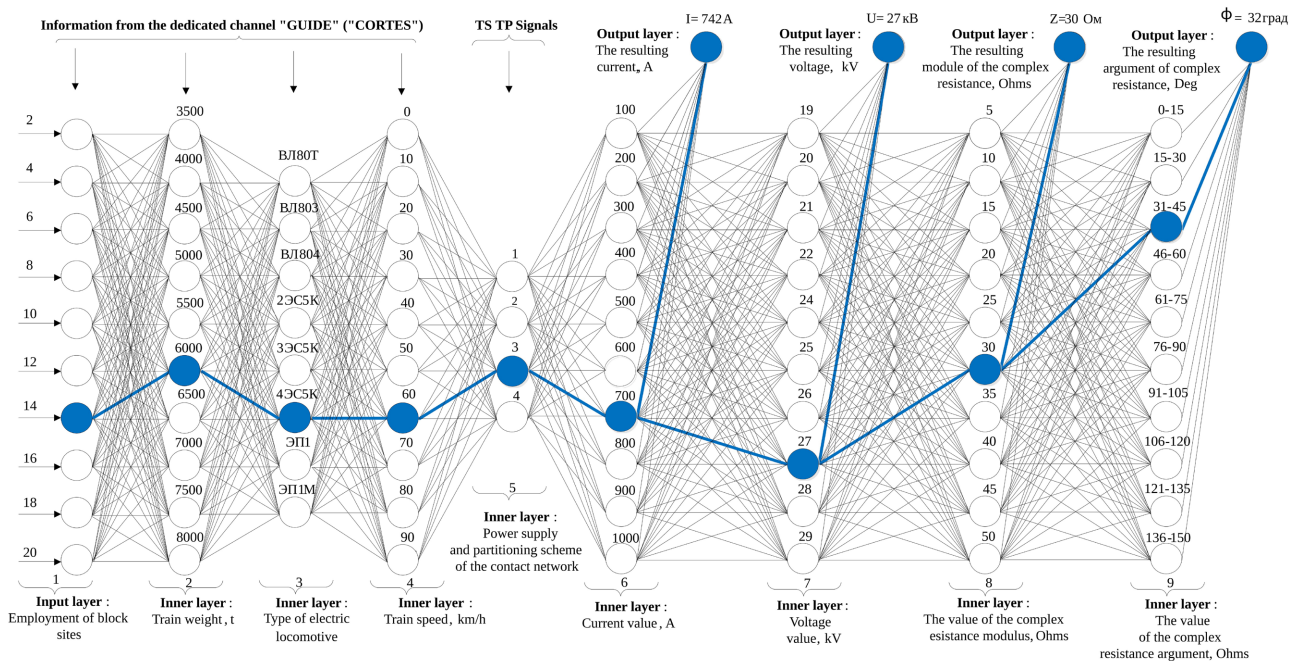 Information from the dedicated channel "GUIDE" ("CORTES")
TS TP Signals
I= 742 A
Output layer :
The resulting
current, A
U= 27 кВ
Output layer :
The resulting
voltage, kV
Z=30 Ом
Output layer :
The resulting
module of the complex
resistance, Ohms
ϕ = 32град
Output layer :
The resulting
argument of complex
resistance, Deg
2
4
6
8
10
12
14
16
18
20
1
Input layer :
Employment of block
sites
3500
4000
4500
5000
5500
6000
6500
7000
7500
8000
2
Inner layer :
Train weight, t
ВЛ80Т
ВЛ803
ВЛ804
2ЭС5К
3ЭС5К
4ЭС5К
ЭП1
ЭП1М
3
Inner layer :
Type of electric
locomotive
0
10
20
30
40
50
60
70
80
90
4
Inner layer :
Train speed, km/h
1
2
3
4
5
Inner layer :
Power supply
and partitioning scheme
of the contact network
100
200
300
400
500
600
700
800
900
1000
6
Inner layer :
Current value, A
19
20
21
22
24
25
26
27
28
29
7
Inner layer :
Voltage
value, kV
5
10
15
20
25
30
35
40
45
50
8
Inner layer :
The value of the complex
esistance modulus, Ohms
0-15
15-30
31-45
46-60
61-75
76-90
91-105
106-120
121-135
136-150
9
Inner layer :
The value
of the complex
resistance argument, Ohms